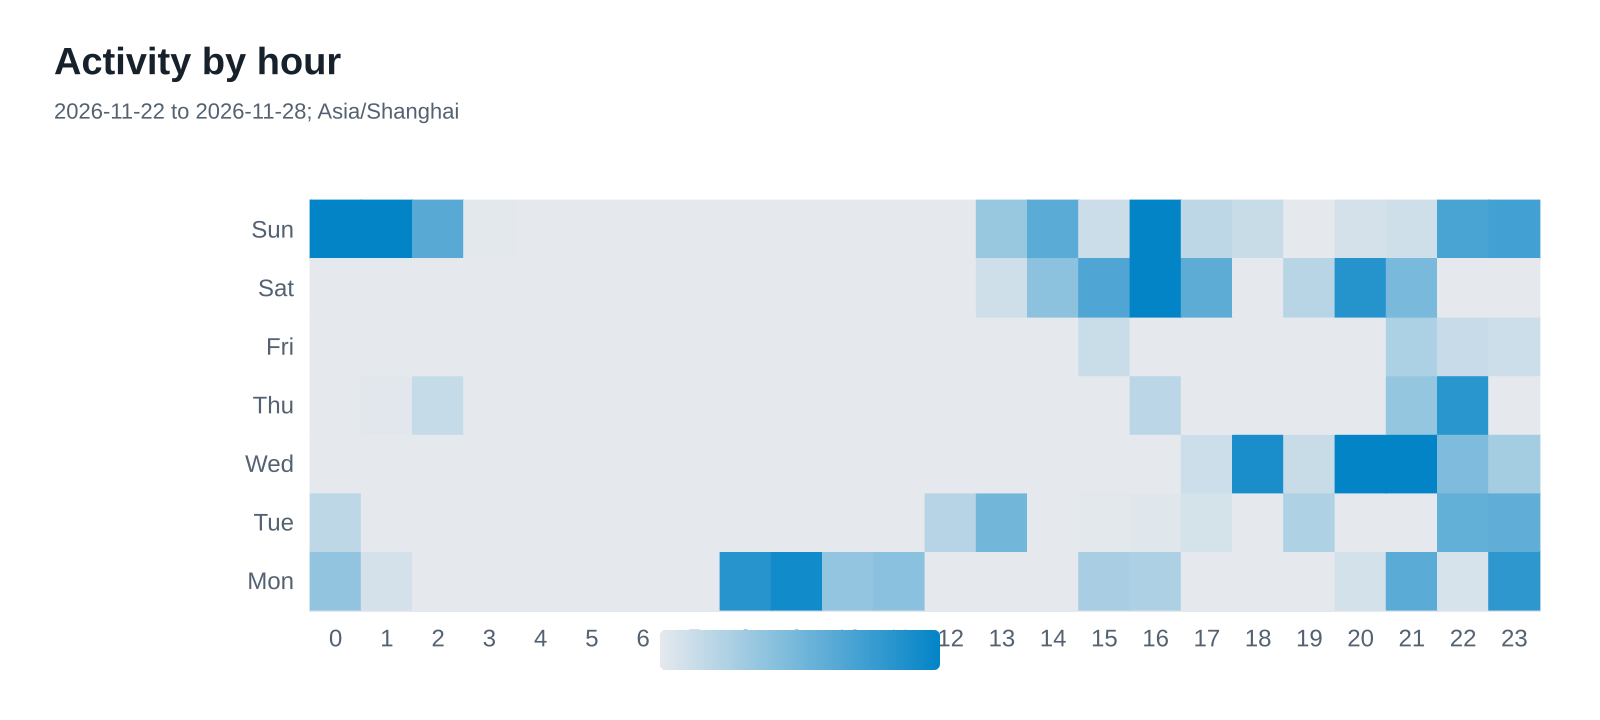 Activity by hour
2026-11-22 to 2026-11-28; Asia/Shanghai
Sun
Sat
Fri
Thu
Wed
Tue
Mon
0 1 2 3 4 5 6 12 13 14 15 16 17 18 19 20 21 22 23